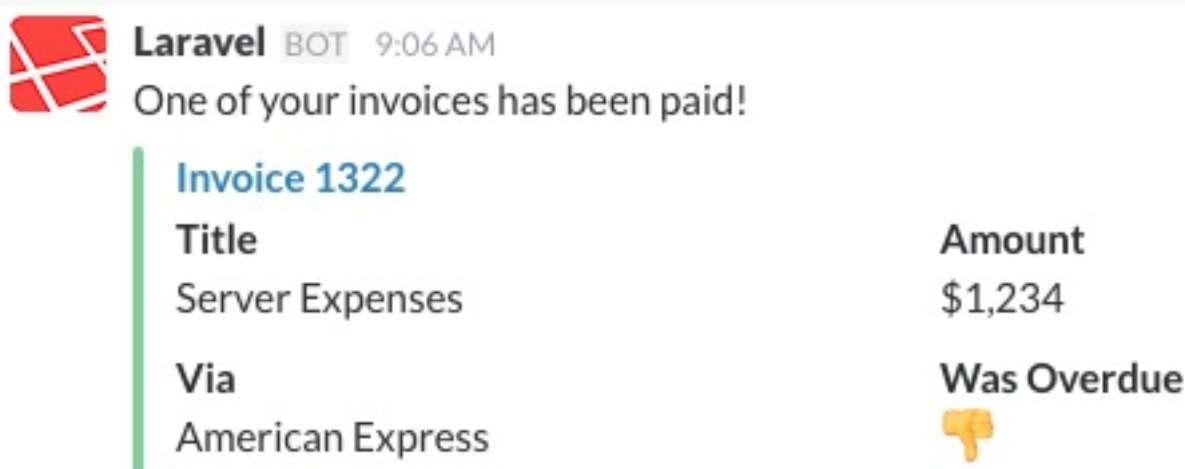 Laravel BOT 9:06 AM
One of your invoices has been paid!
Invoice 1322
Title Amount
Server Expenses $1,234
Via Was Overdue
American Express 👎